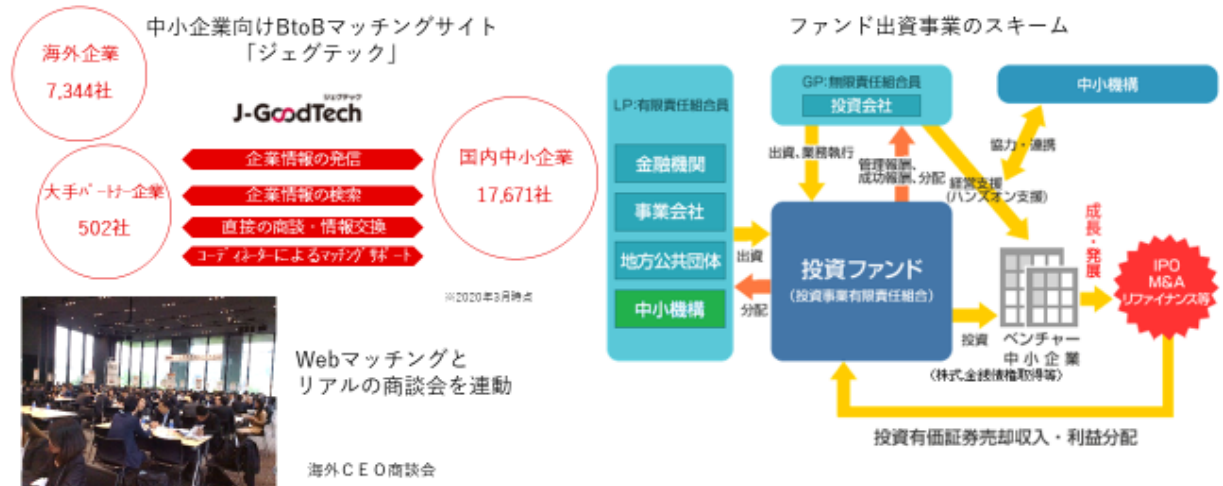 中小企業向けBtoBマッチングサイト
「ジェグテック」
海外企業
7,344社
ジェグテック
J-GoodTech
大手パートナー企業
502社
企業情報の発信
企業情報の検索
直接の商談・情報交換
コーディネーターによるマッチングサポート
国内中小企業
17,671社
※2020年3月時点
Webマッチングと
リアルの商談会を連動
海外CEO商談会
ファンド出資事業のスキーム
LP:有限責任組合員
金融機関
事業会社
地方公共団体
中小機構
GP:無限責任組合員
投資会社
中小機構
協力・連携
出資、業務執行
管理報酬、
成功報酬、分配
経営支援
(ハンズオン支援)
出資
分配
投資ファンド
(投資事業有限責任組合)
投資
ベンチャー
中小企業
(株式、金銭債権取得等)
成長・発展
IPO
M&A
リファイナンス等
投資有価証券売却収入・利益分配